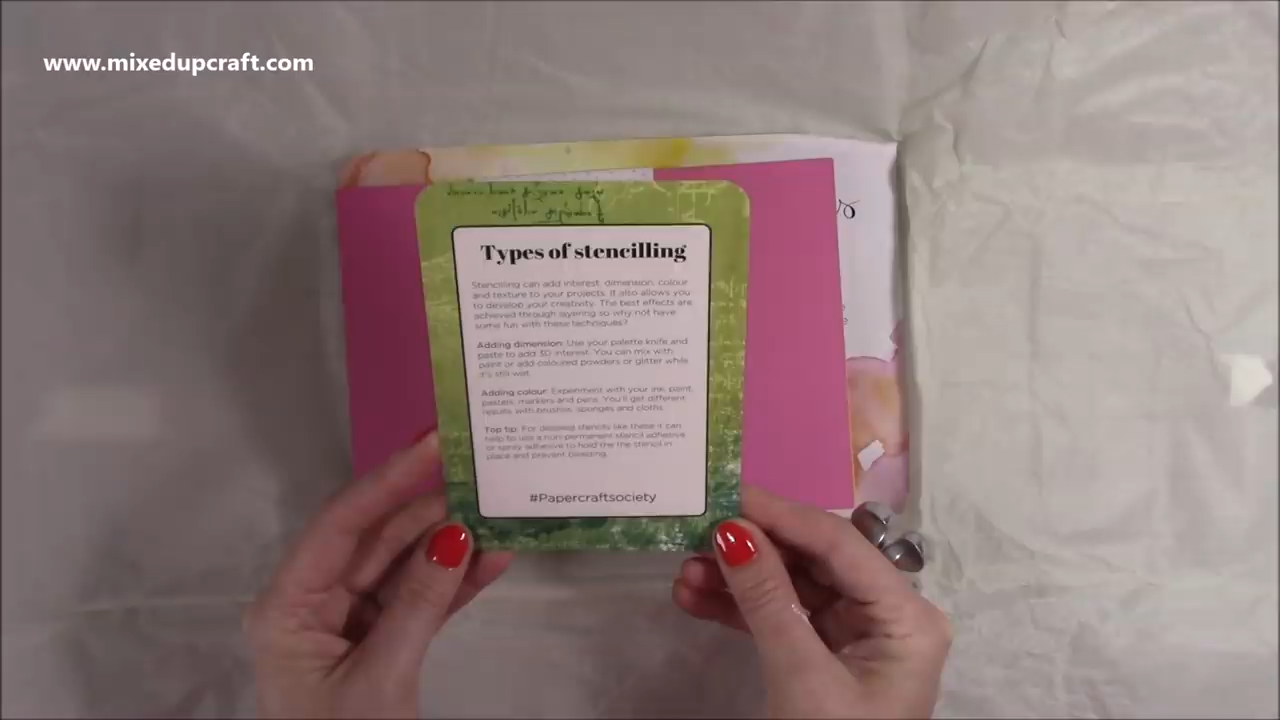 www.mixedupcraft.com
Types of stencilling
Stencilling can add interest, dimension, colour
and texture to your projects. It also allows you
to develop your creativity. The best effects are
achieved through layering so why not have
some fun with these techniques?
Adding dimension: Use your palette knife and
paste to add 3D interest. You can mix with
paint or add coloured powders or glitter while
it's still wet.
Adding colour: Experiment with your ink, paint,
pastels, markers and pens. You'll get different
results with brushes, sponges and cloths.
Top tip: For detailed stencils like these it can
help to use a non-permanent stencil adhesive
or spray adhesive to hold the the stencil in
place and prevent bleeding.
#Papercraftsociety